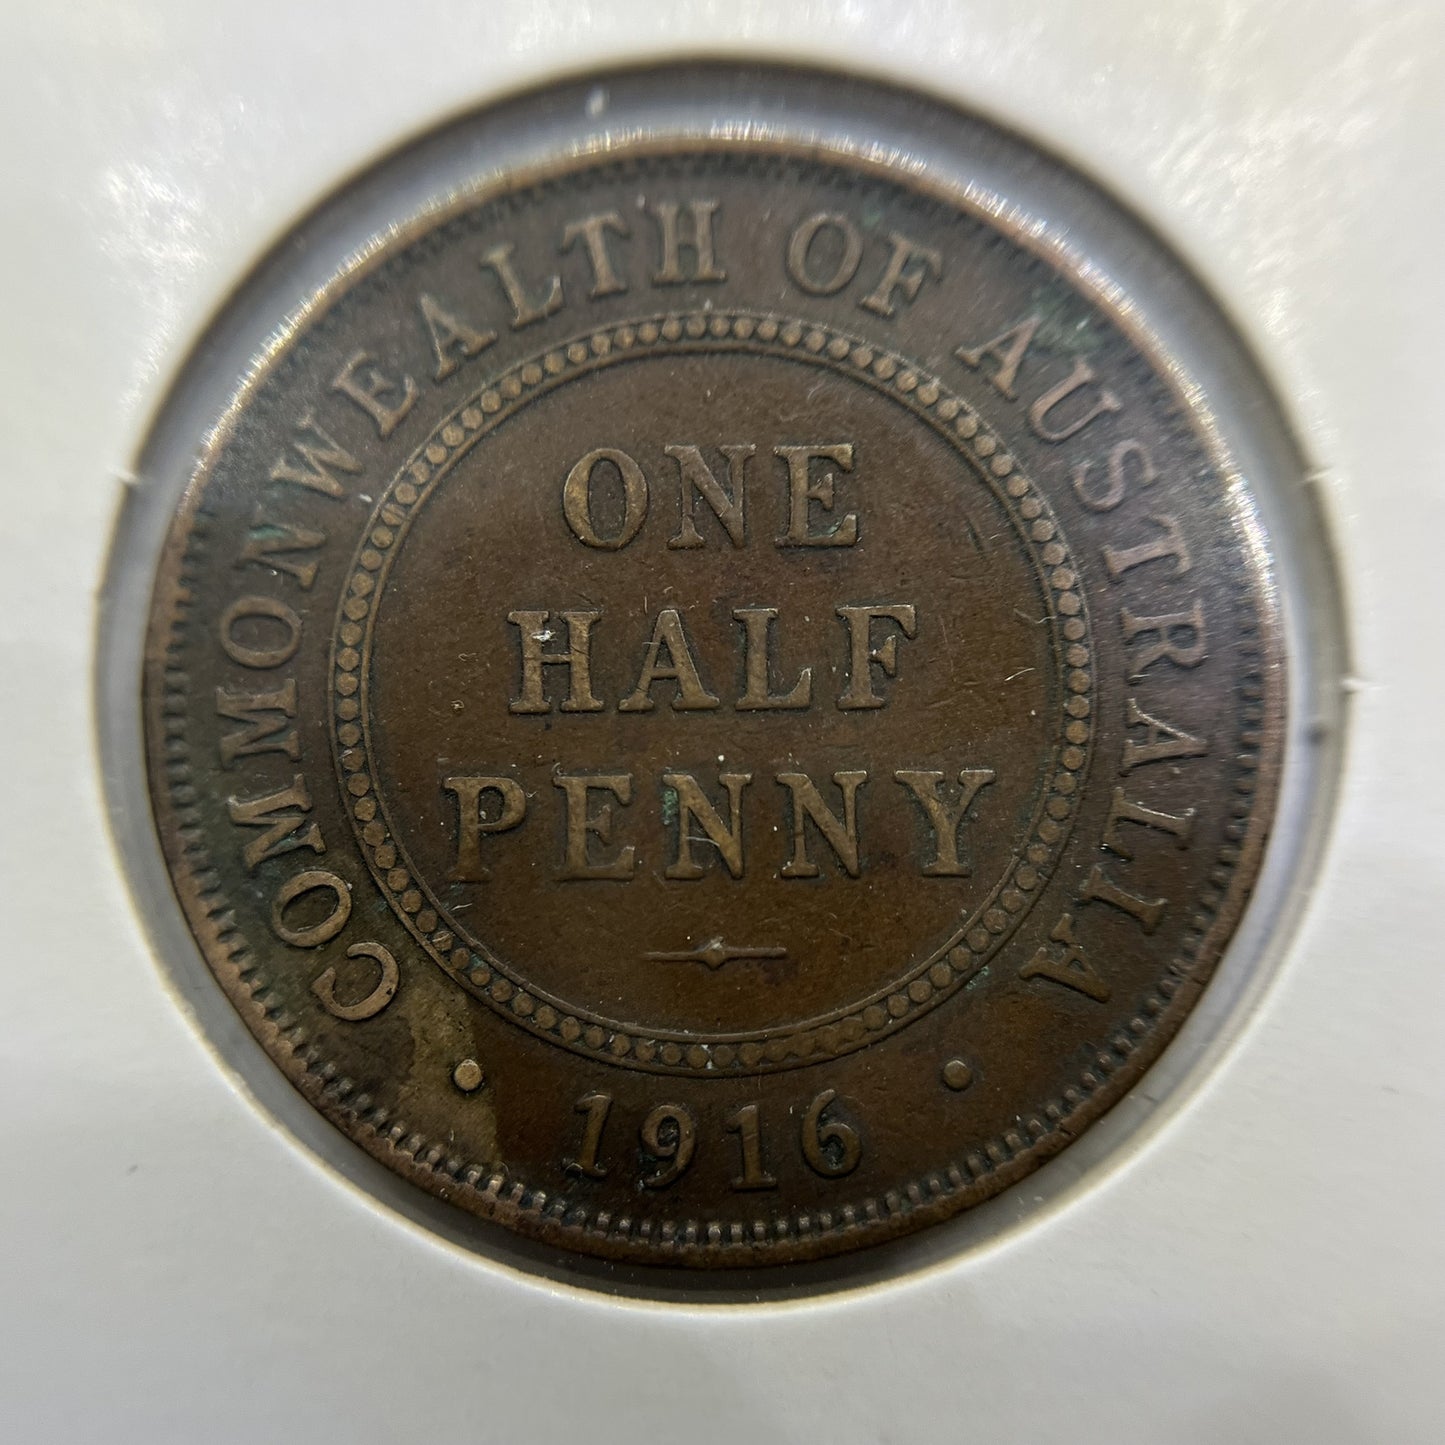 COMMONWEALTH OF AUSTRALIA
ONE
HALF
PENNY
· 1916 ·